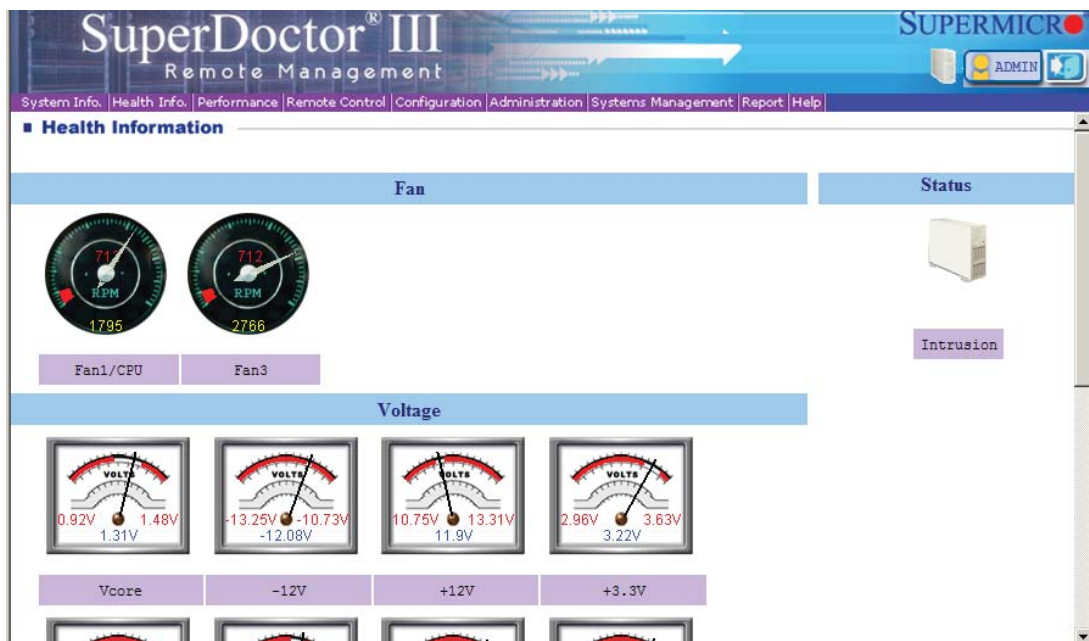 SuperDoctor® III
Remote Management
SUPERMICRO
ADMIN
System Info. Health Info. Performance Remote Control Configuration Administration Systems Management Report Help
Health Information
Fan
Status
712
RPM
1795
712
RPM
2766
Fan1/CPU
Fan3
Intrusion
Voltage
VOLTS
0.92V 1.48V
1.31V
VOLTS
-13.25V -10.73V
-12.08V
VOLTS
10.75V 13.31V
11.9V
VOLTS
2.96V 3.63V
3.22V
Vcore
-12V
+12V
+3.3V